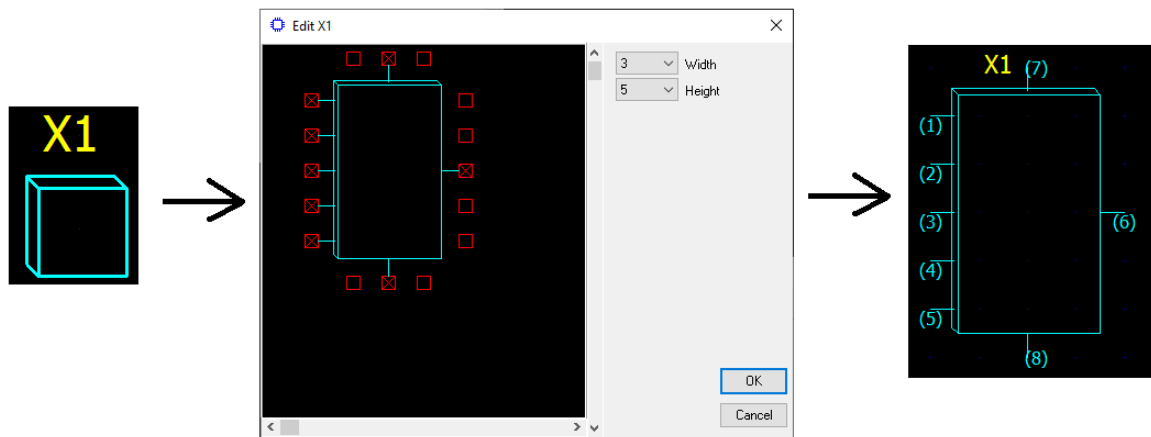 X1
Edit X1
3 Width
5 Height
OK
Cancel
X1 (7)
(1)
(2)
(3)
(6)
(4)
(5)
(8)